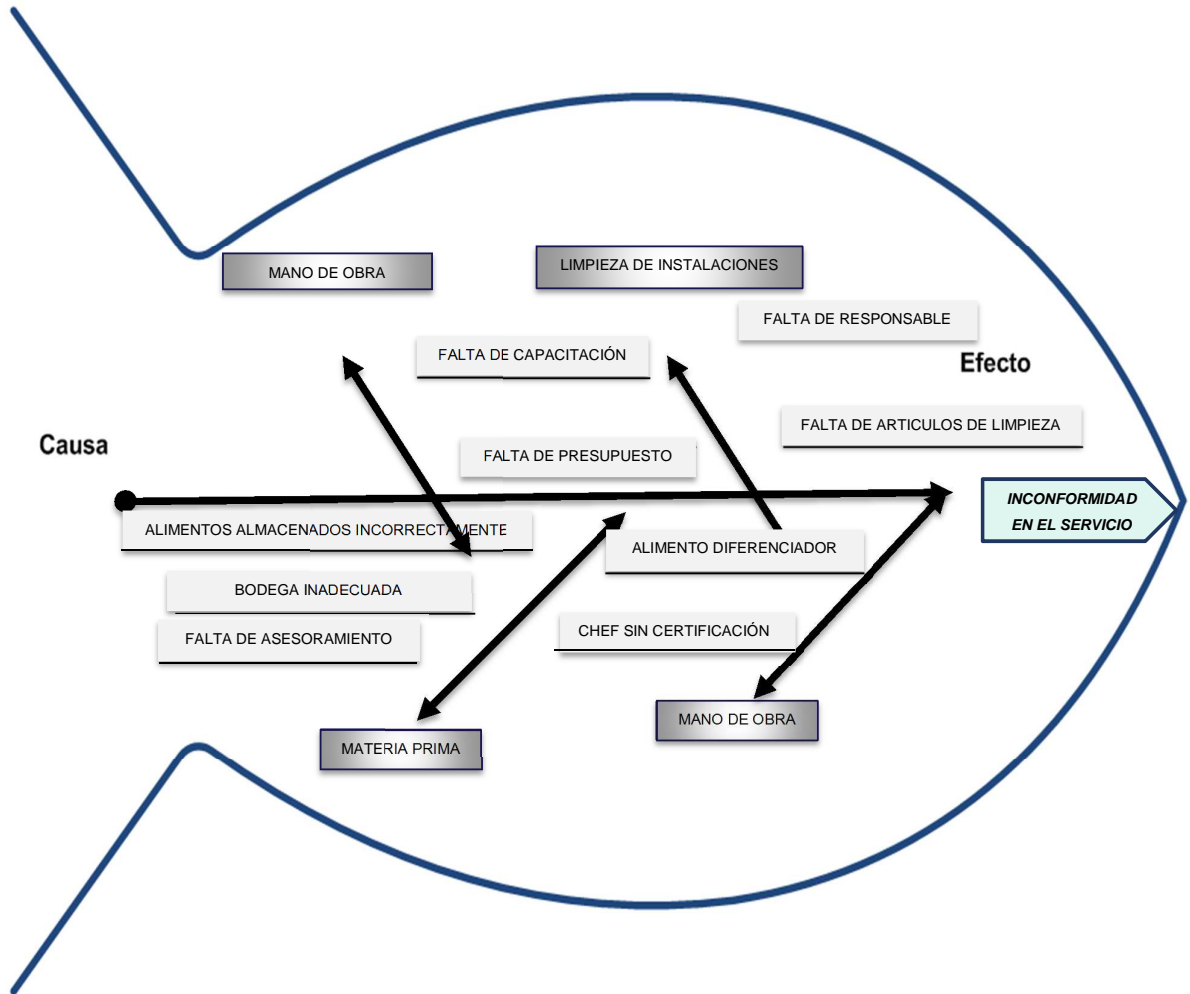 MANO DE OBRA
LIMPIEZA DE INSTALACIONES
FALTA DE RESPONSABLE
FALTA DE CAPACITACIÓN
Efecto
FALTA DE ARTICULOS DE LIMPIEZA
Causa
FALTA DE PRESUPUESTO
INCONFORMIDAD
EN EL SERVICIO
ALIMENTOS ALMACENADOS INCORRECTAMENTE
ALIMENTO DIFERENCIADOR
BODEGA INADECUADA
CHEF SIN CERTIFICACIÓN
FALTA DE ASESORAMIENTO
MANO DE OBRA
MATERIA PRIMA